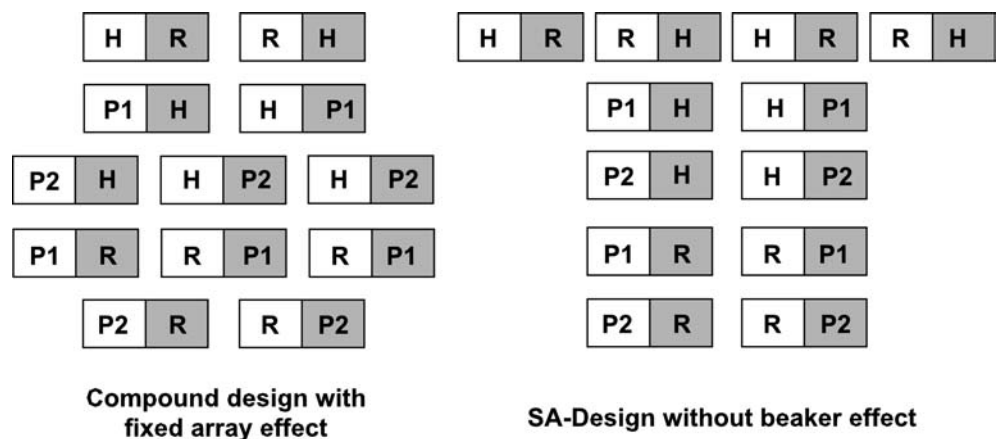 H R R H H R R H H R R H
P1 H H P1 P1 H H P1
P2 H H P2 H P2 P2 H H P2
P1 R R P1 R P1 P1 R R P1
P2 R R P2 P2 R R P2
Compound design with
fixed array effect
SA-Design without beaker effect